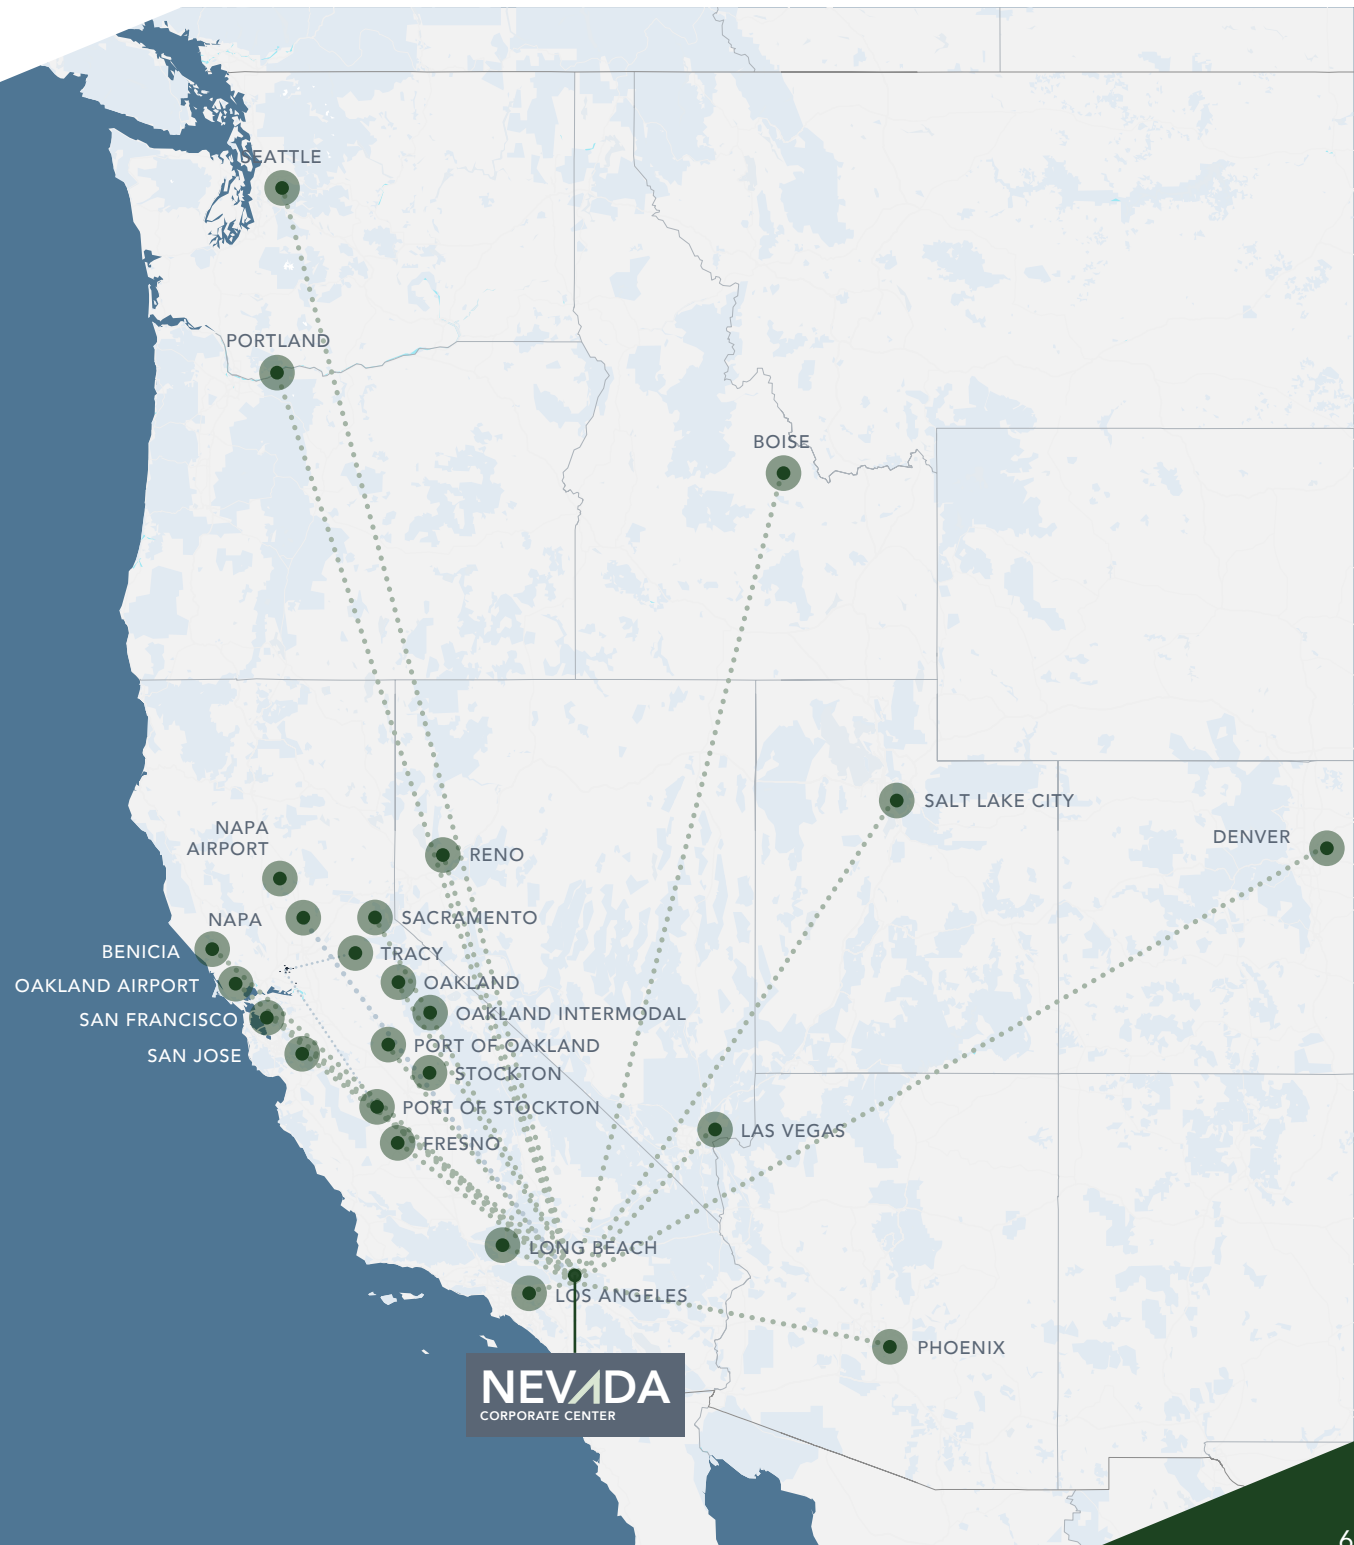 SEATTLE
PORTLAND
BOISE
SALT LAKE CITY
NAPA
AIRPORT
DENVER
RENO
NAPA
SACRAMENTO
BENICIA
TRACY
OAKLAND AIRPORT
OAKLAND
SAN FRANCISCO
OAKLAND INTERMODAL
SAN JOSE
PORT OF OAKLAND
STOCKTON
PORT OF STOCKTON
LAS VEGAS
FRESNO
LONG BEACH
LOS ANGELES
PHOENIX
NEVADA
CORPORATE CENTER
6